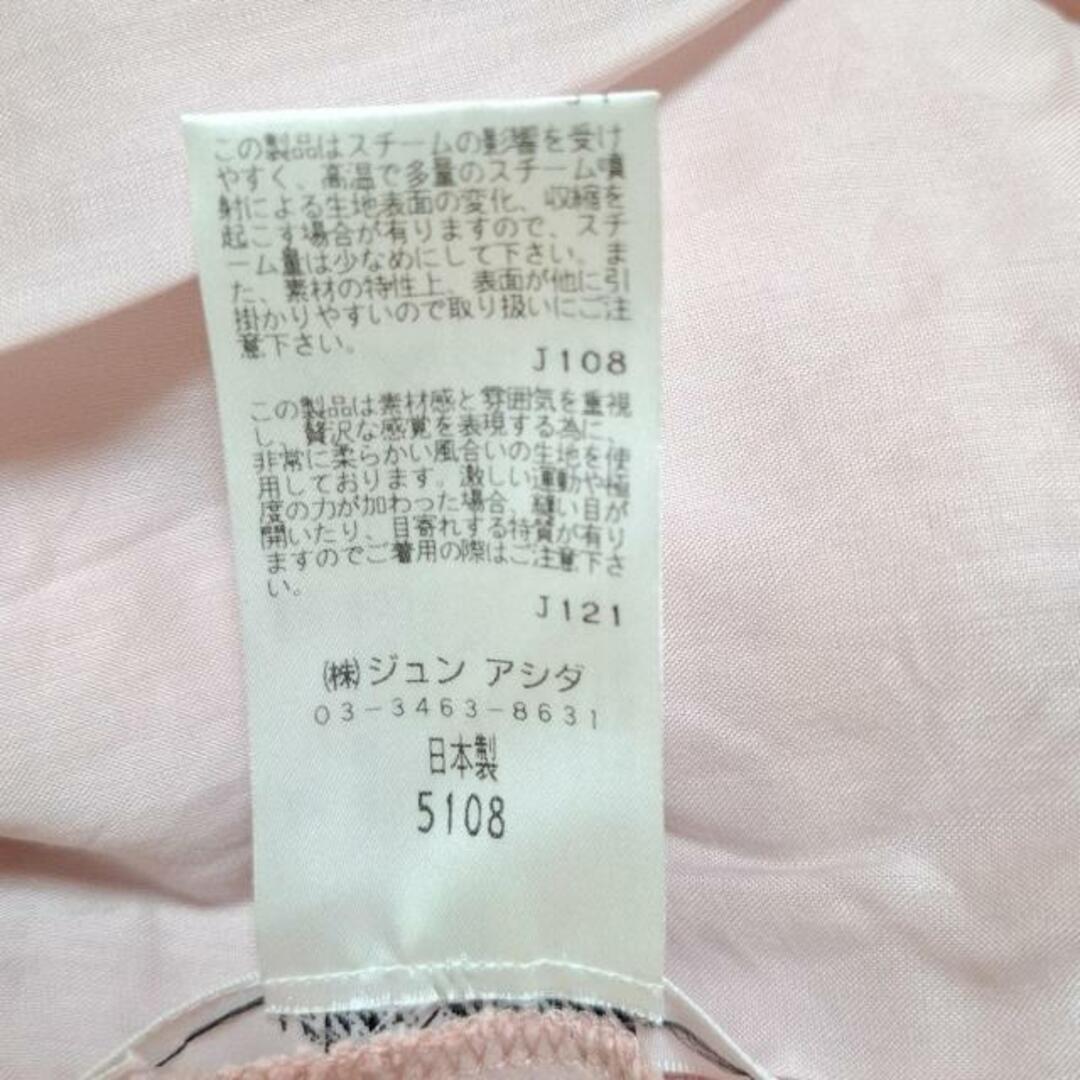 この製品はスチームの影響を受け
やすく、高温で多量のスチーム噴
射による生地表面の変化、収縮を
起こす場合が有りますので、スチ
ーム量は少なめにして下さい。ま
た、素材の特性上、表面が他に引
掛かりやすいので取り扱いにご注
意下さい。
J108
この製品は素材感と雰囲気を重視
し、贅沢な感覚を表現する為に、
非常に柔らかい風合いの生地を使
用しております。激しい運動や極
度の力が加わった場合、縫い目が
開いたり、目寄れする特質が有り
ますのでご着用の際はご注意下さ
い。
J121
㈱ジュン アシダ
03-3463-8631
日本製
5108